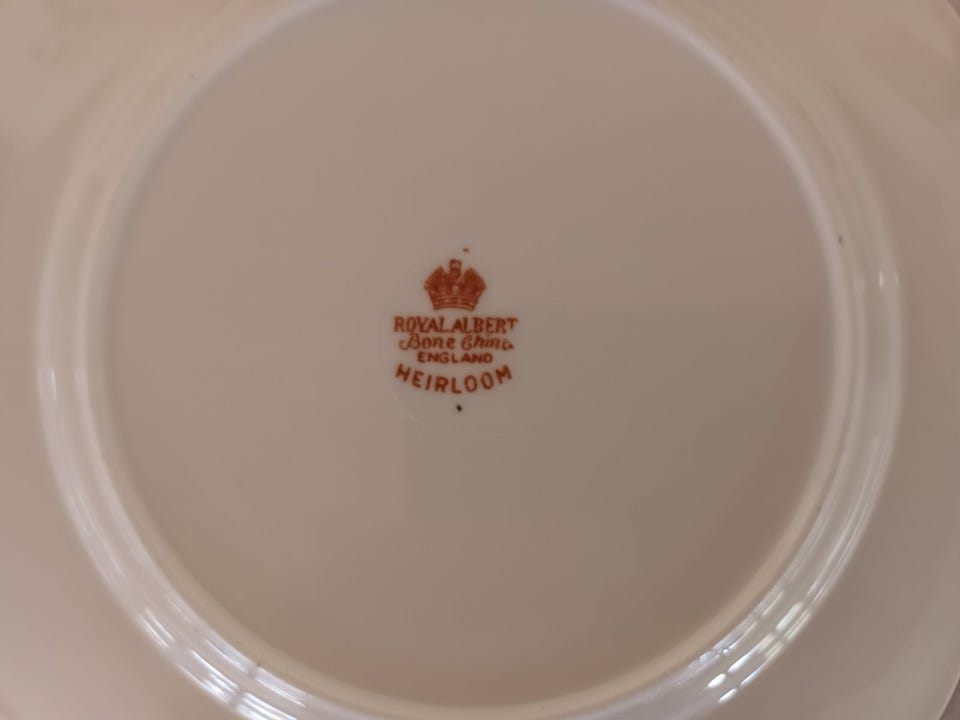 ROYAL ALBERT
Bone China
ENGLAND
HEIRLOOM